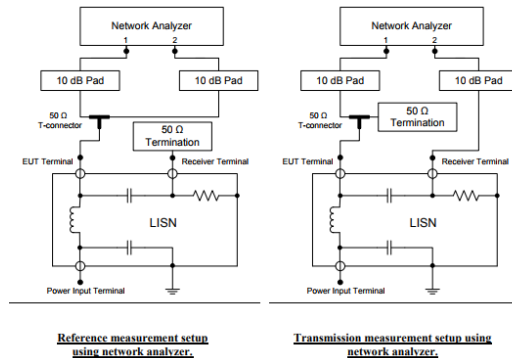 Network Analyzer
1
2
10 dB Pad
10 dB Pad
50 Ω
T-connector
50 Ω
Termination
EUT Terminal
Receiver Terminal
LISN
Power Input Terminal
Reference measurement setup
using network analyzer.
Network Analyzer
1
2
10 dB Pad
10 dB Pad
50 Ω
T-connector
50 Ω
Termination
EUT Terminal
Receiver Terminal
LISN
Power Input Terminal
Transmission measurement setup using
network analyzer.